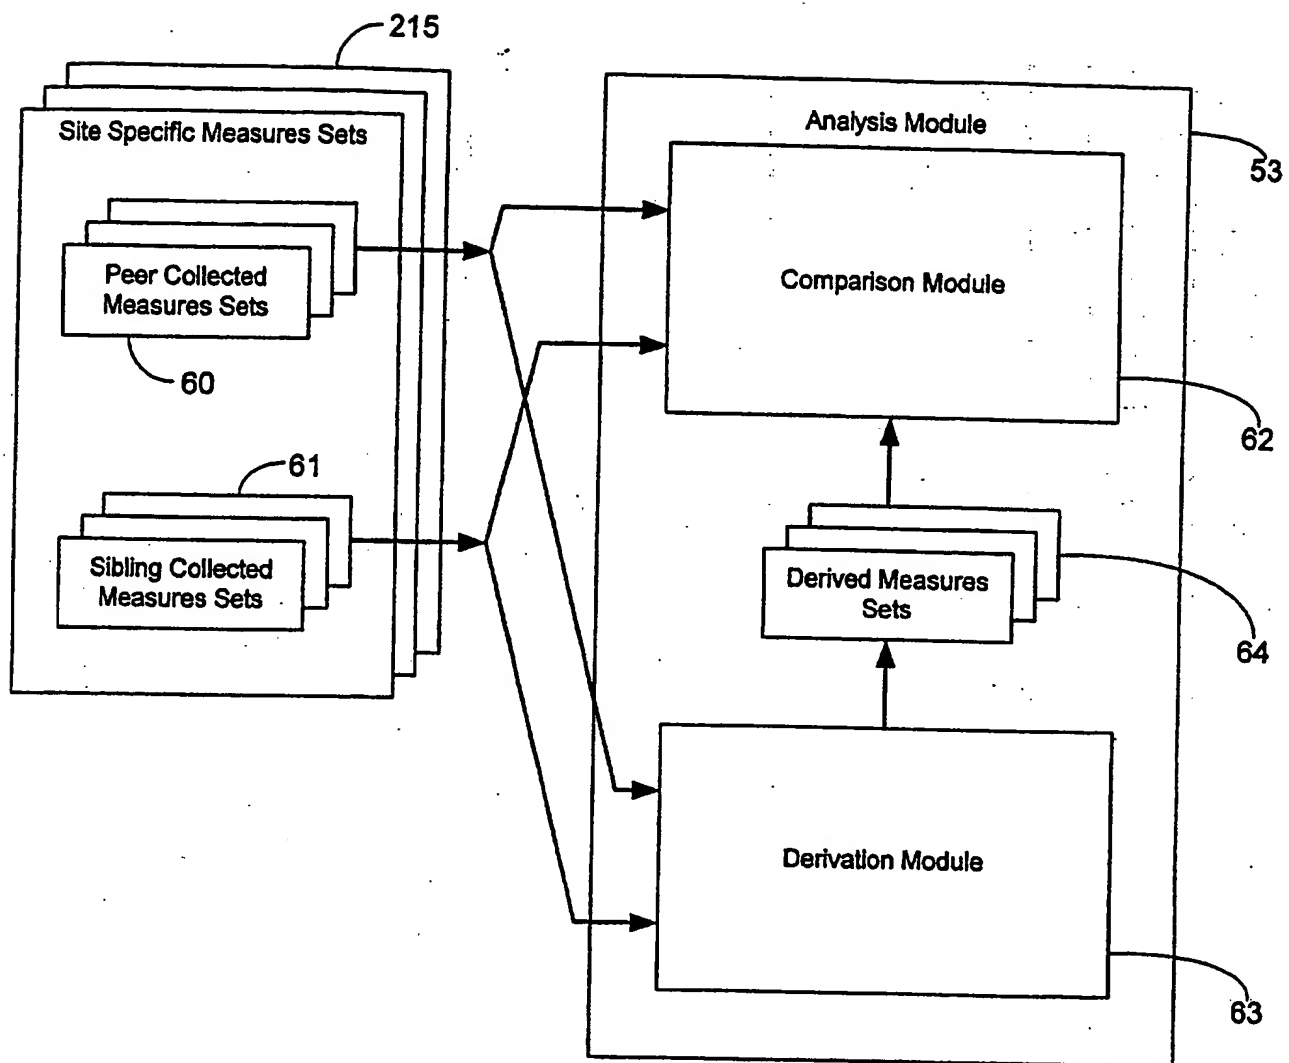 215
Site Specific Measures Sets
Peer Collected
Measures Sets
60
61
Sibling Collected
Measures Sets
Analysis Module
53
Comparison Module
62
Derived Measures
Sets
64
Derivation Module
63